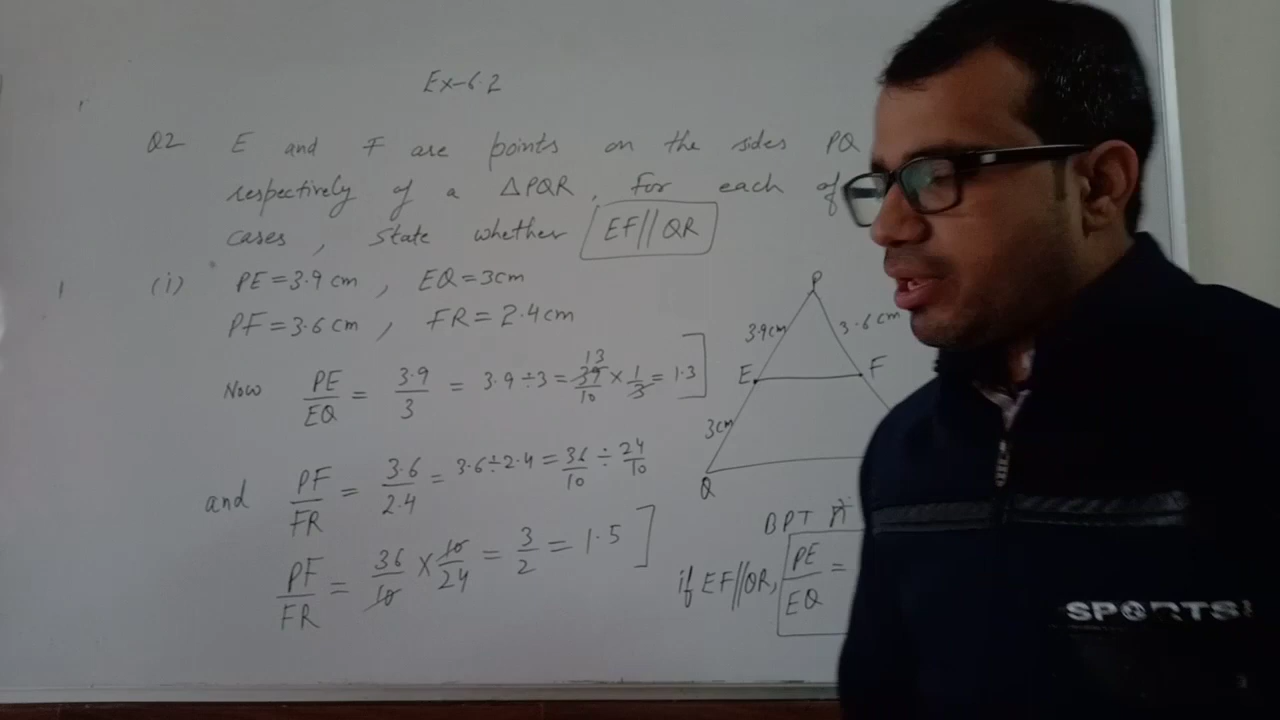 Ex-6.2
Q2 E and F are points on the sides PQ
respectively of a △PQR, For each of
cases, state whether EF||QR
(i) PE=3.9 cm, EQ=3cm
PF=3.6 cm, FR=2.4cm
Now PE/EQ = 3.9/3 = 3.9÷3 = 39/10 × 1/3 = 1.3
13
and PF/FR = 3.6/2.4 = 3.6÷2.4 = 36/10 ÷ 24/10
PF/FR = 36/10 × 10/24 = 3/2 = 1.5
P
3.9cm 3.6 cm
E F
3cm
Q
BPT
if EF||QR, PE/EQ =
SPORTS